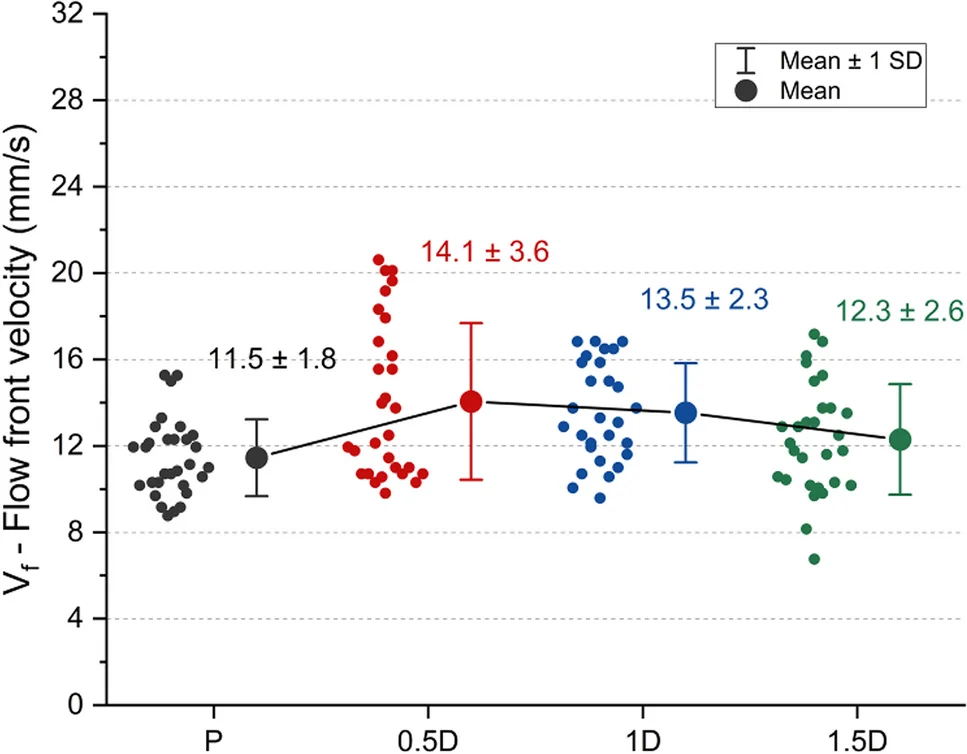 32
28
24
20
16
12
8
4
0
V_f - Flow front velocity (mm/s)
Mean ± 1 SD
Mean
11.5 ± 1.8
14.1 ± 3.6
13.5 ± 2.3
12.3 ± 2.6
P
0.5D
1D
1.5D